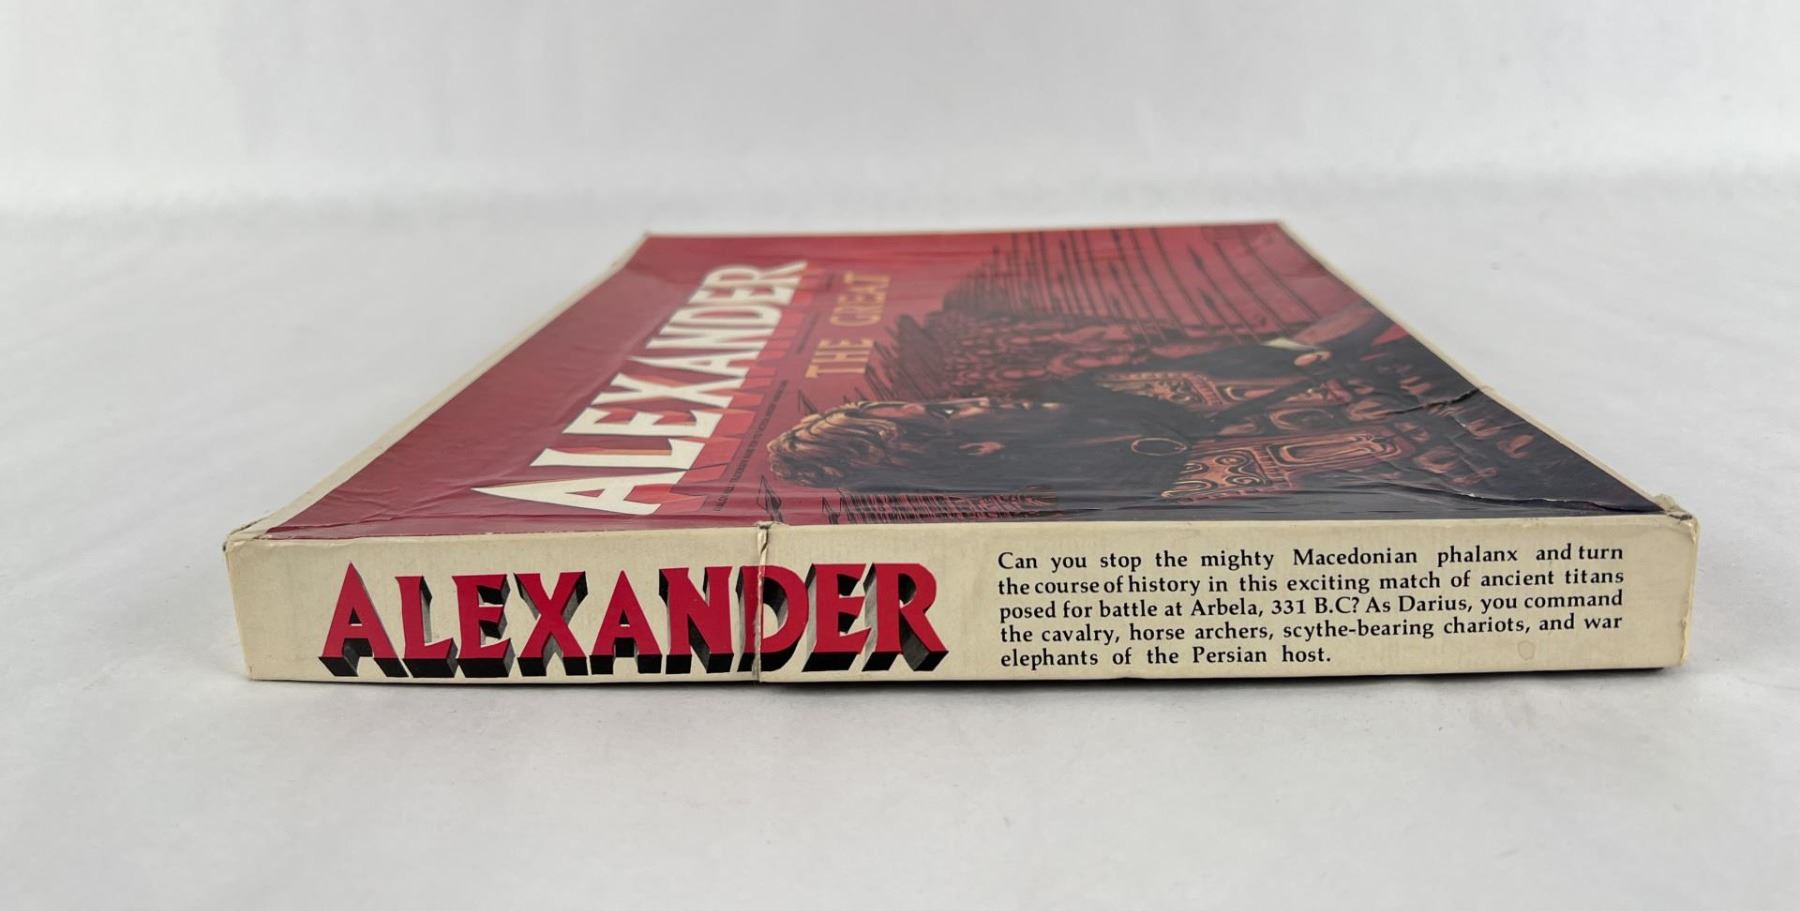 ALEXANDER
THE GREAT
ALEXANDER
Can you stop the mighty Macedonian phalanx and turn
the course of history in this exciting match of ancient titans
posed for battle at Arbela, 331 B.C? As Darius, you command
the cavalry, horse archers, scythe-bearing chariots, and war
elephants of the Persian host.